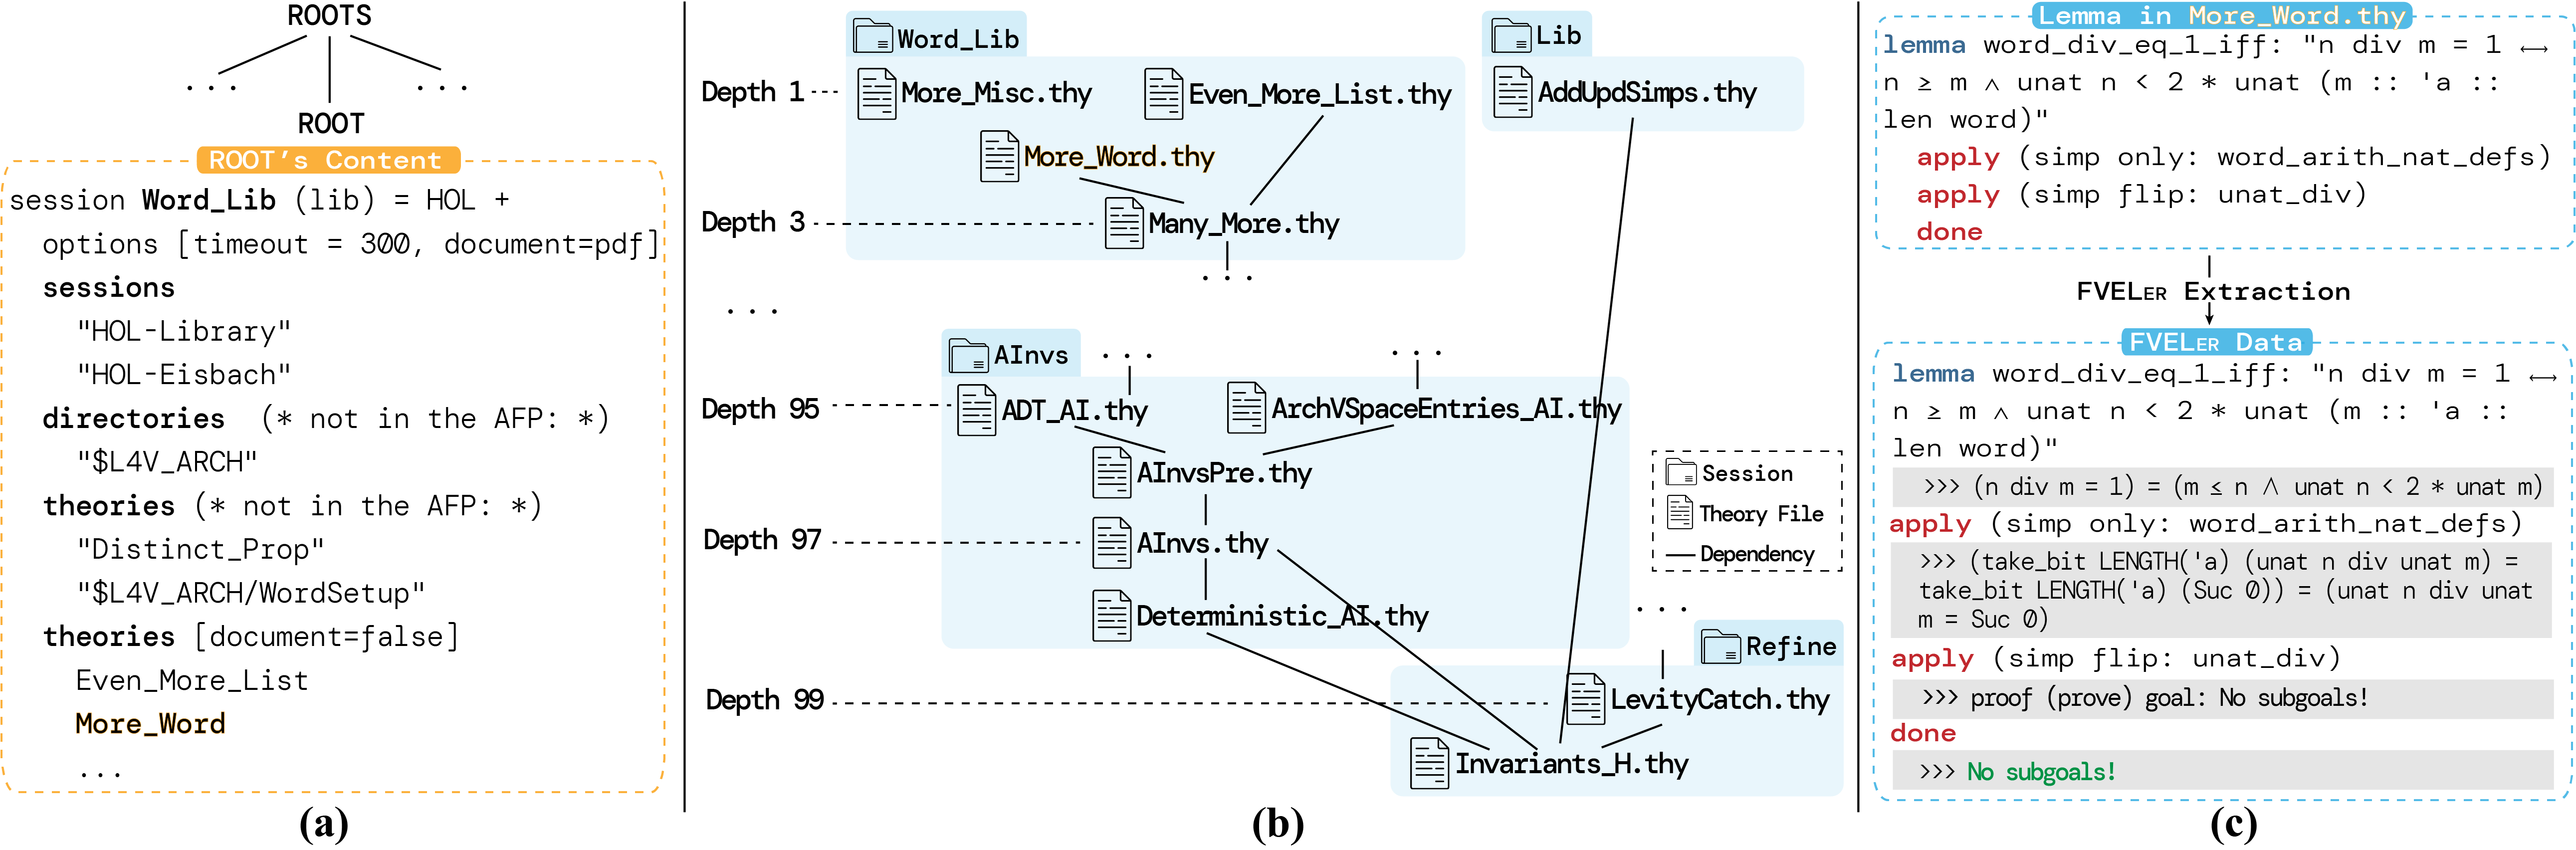 ROOTS
... ...
ROOT
ROOT's Content
session Word_Lib (lib) = HOL +
options [timeout = 300, document=pdf]
sessions
"HOL-Library"
"HOL-Eisbach"
directories (* not in the AFP: *)
"$L4V_ARCH"
theories (* not in the AFP: *)
"Distinct_Prop"
"$L4V_ARCH/WordSetup"
theories [document=false]
Even_More_List
More_Word
...
(a)
Word_Lib
Lib
Depth 1
More_Misc.thy
Even_More_List.thy
AddUpdSimps.thy
More_Word.thy
Depth 3
Many_More.thy
...
...
AInvs
...
...
Depth 95
ADT_AI.thy
ArchVSpaceEntries_AI.thy
AInvsPre.thy
Session
Theory File
Dependency
Depth 97
AInvs.thy
Deterministic_AI.thy
...
Refine
Depth 99
LevityCatch.thy
Invariants_H.thy
(b)
Lemma in More_Word.thy
lemma word_div_eq_1_iff: "n div m = 1 ⟷
n ≥ m ∧ unat n < 2 * unat (m :: 'a ::
len word)"
apply (simp only: word_arith_nat_defs)
apply (simp flip: unat_div)
done
FVELER Extraction
FVELER Data
lemma word_div_eq_1_iff: "n div m = 1 ⟷
n ≥ m ∧ unat n < 2 * unat (m :: 'a ::
len word)"
>>> (n div m = 1) = (m ≤ n ∧ unat n < 2 * unat m)
apply (simp only: word_arith_nat_defs)
>>> (take_bit LENGTH('a) (unat n div unat m) =
take_bit LENGTH('a) (Suc 0)) = (unat n div unat
m = Suc 0)
apply (simp flip: unat_div)
>>> proof (prove) goal: No subgoals!
done
>>> No subgoals!
(c)